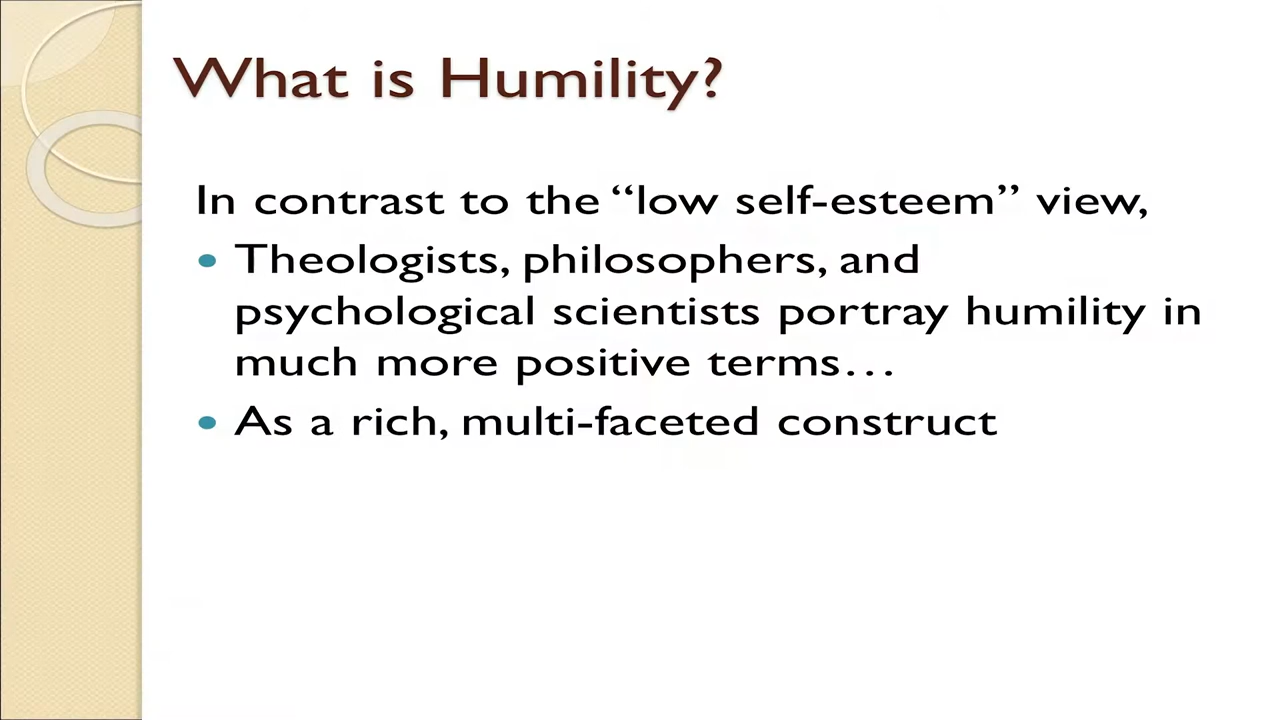 What is Humility?
In contrast to the “low self-esteem” view,
• Theologists, philosophers, and
psychological scientists portray humility in
much more positive terms…
• As a rich, multi-faceted construct